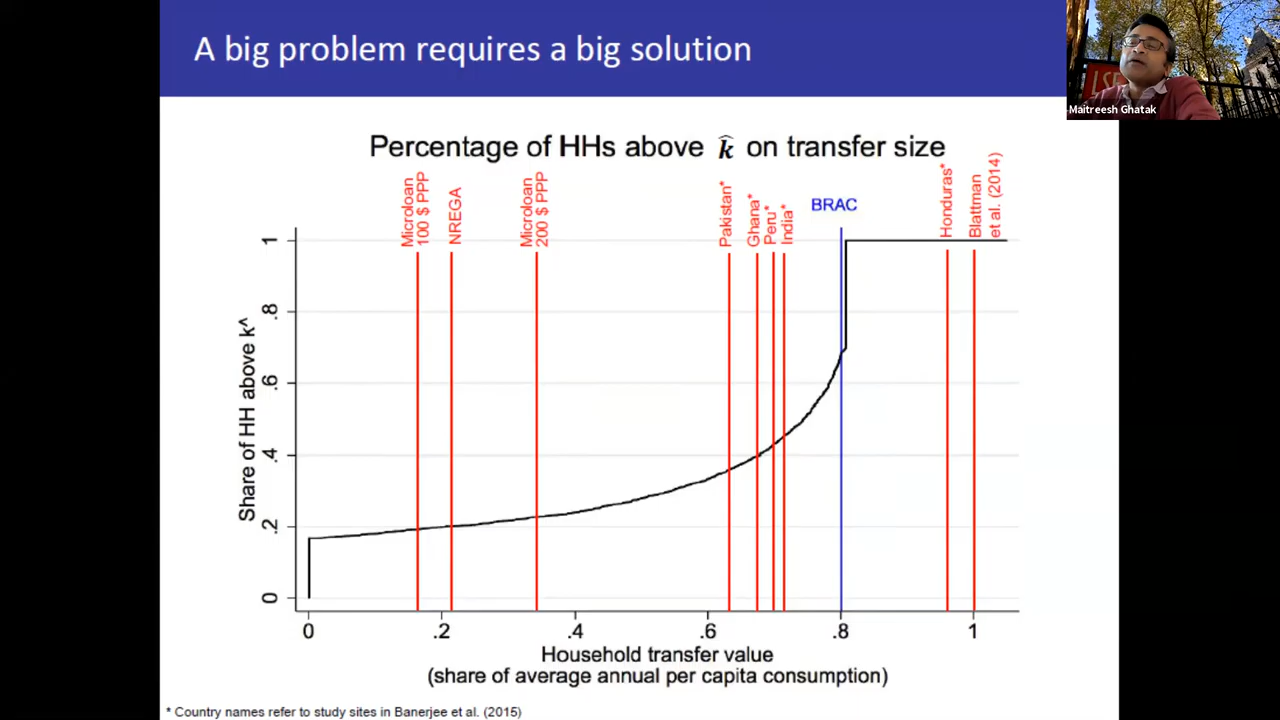 A big problem requires a big solution
LSE
Maitreesh Ghatak
Percentage of HHs above k̂ on transfer size
Microloan
100 $ PPP
NREGA
Microloan
200 $ PPP
Pakistan*
Ghana*
Peru*
India*
BRAC
Honduras*
Blattman
et al. (2014)
Share of HH above k^
1
.8
.6
.4
.2
0
0 .2 .4 .6 .8 1
Household transfer value
(share of average annual per capita consumption)
* Country names refer to study sites in Banerjee et al. (2015)